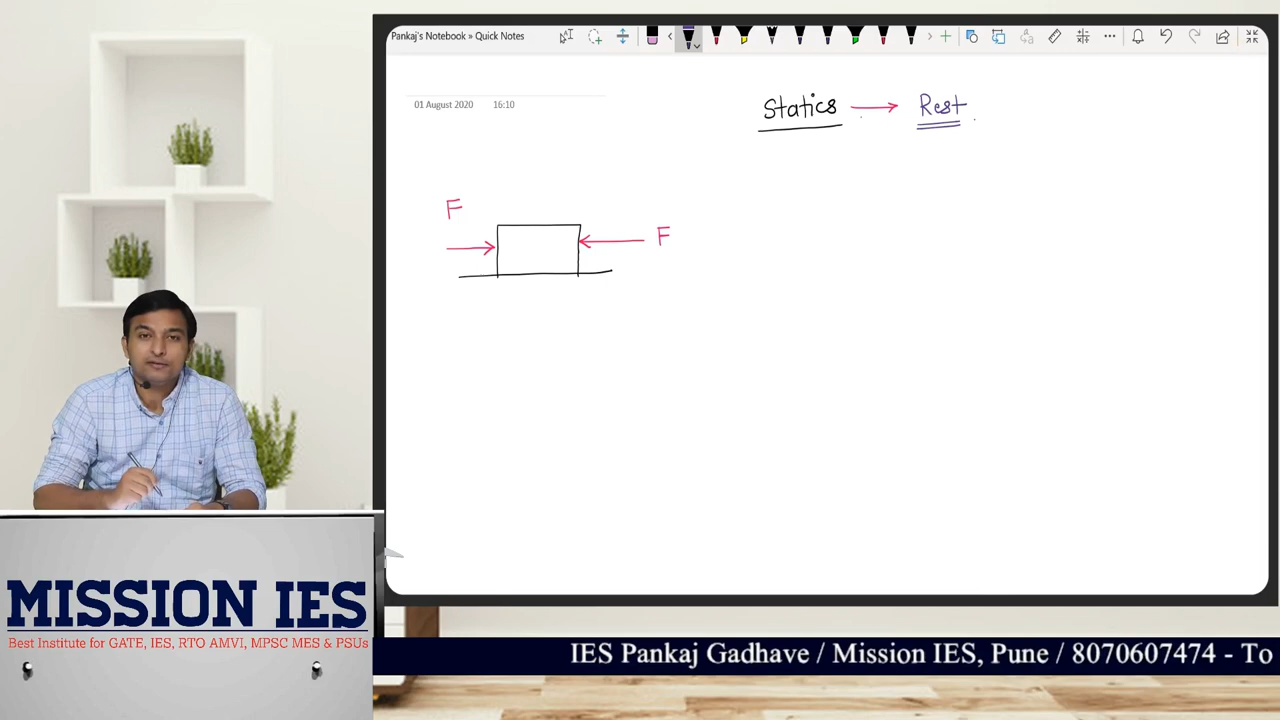 Pankaj's Notebook » Quick Notes
01 August 2020 16:10
Statics → Rest
F
F
MISSION IES
Best Institute for GATE, IES, RTO AMVI, MPSC MES & PSUs
IES Pankaj Gadhave / Mission IES, Pune / 8070607474 - To